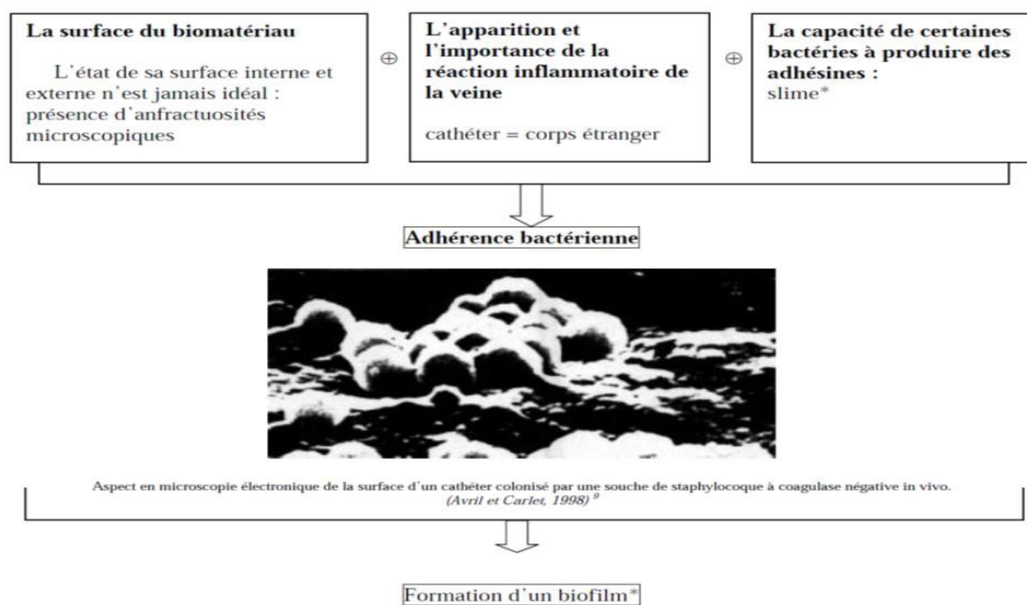 La surface du biomatériau
L'état de sa surface interne et
externe n'est jamais idéal :
présence d'anfractuosités
microscopiques
⊕
L'apparition et
l'importance de la
réaction inflammatoire de
la veine
cathéter = corps étranger
⊕
La capacité de certaines
bactéries à produire des
adhésines :
slime*
Adhérence bactérienne
Aspect en microscopie électronique de la surface d'un cathéter colonisé par une souche de staphylocoque à coagulase négative in vivo.
(Avril et Carlet, 1998) 9
Formation d'un biofilm*